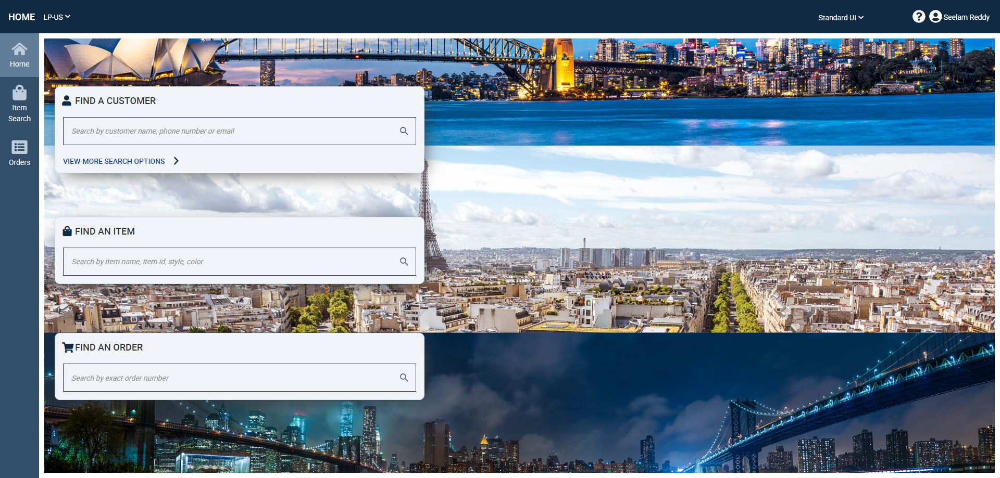 HOME LP-US Standard UI Seelam Reddy
Home
Item
Search
Orders
FIND A CUSTOMER
Search by customer name, phone number or email
VIEW MORE SEARCH OPTIONS
FIND AN ITEM
Search by item name, item id, style, color
FIND AN ORDER
Search by exact order number